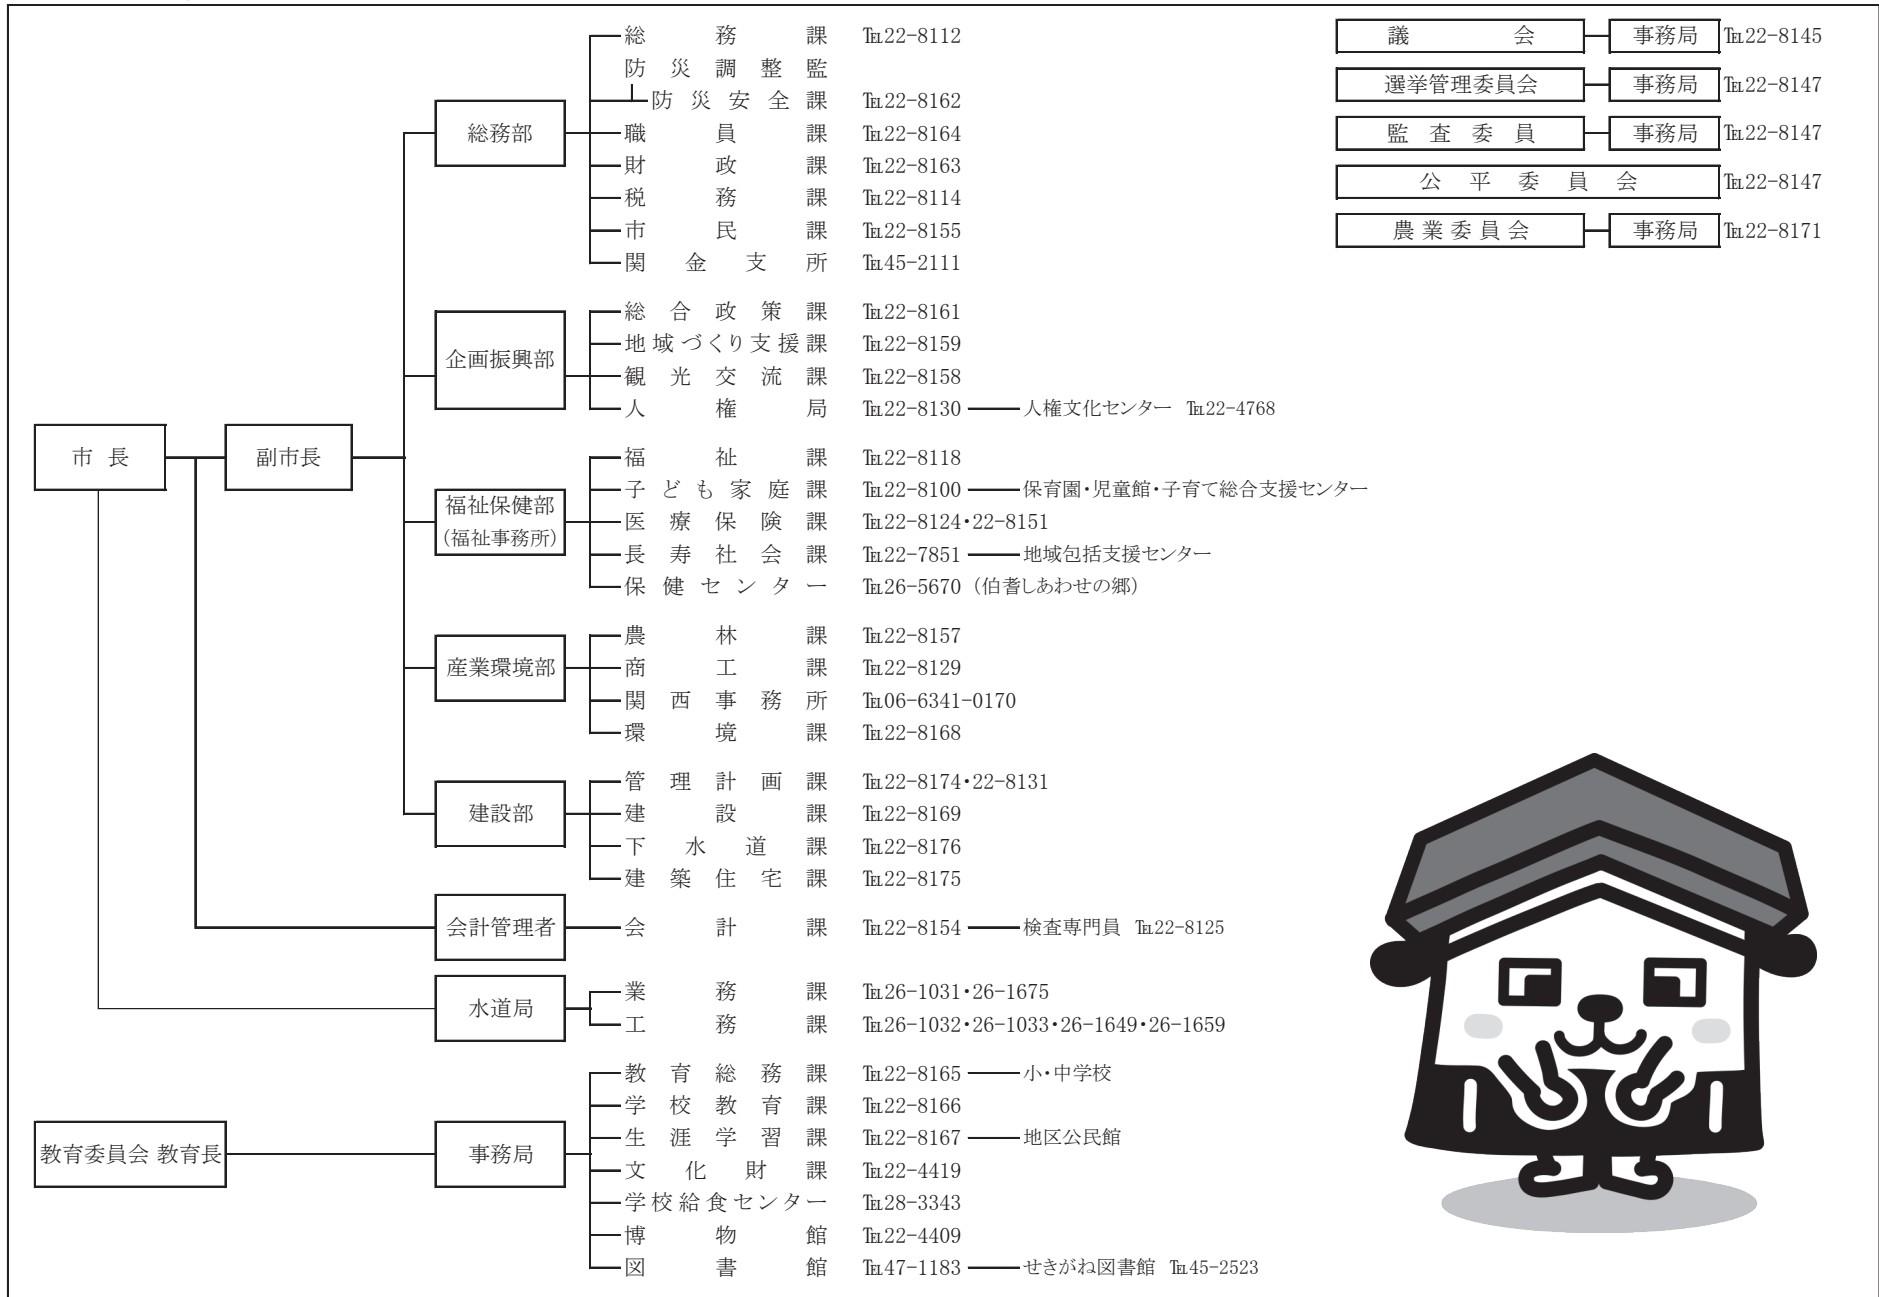 総務課 ℡22-8112
防災調整監
防災安全課 ℡22-8162
総務部
職員課 ℡22-8164
財政課 ℡22-8163
税務課 ℡22-8114
市民課 ℡22-8155
関金支所 ℡45-2111
総合政策課 ℡22-8161
地域づくり支援課 ℡22-8159
企画振興部
観光交流課 ℡22-8158
人権局 ℡22-8130 人権文化センター ℡22-4768
市長
副市長
福祉課 ℡22-8118
子ども家庭課 ℡22-8100 保育園・児童館・子育て総合支援センター
福祉保健部
(福祉事務所)
医療保険課 ℡22-8124・22-8151
長寿社会課 ℡22-7851 地域包括支援センター
保健センター ℡26-5670 (伯耆しあわせの郷)
農林課 ℡22-8157
産業環境部
商工課 ℡22-8129
関西事務所 ℡06-6341-0170
環境課 ℡22-8168
管理計画課 ℡22-8174・22-8131
建設部
建設課 ℡22-8169
下水道課 ℡22-8176
建築住宅課 ℡22-8175
会計管理者
会計課 ℡22-8154 検査専門員 ℡22-8125
水道局
業務課 ℡26-1031・26-1675
工務課 ℡26-1032・26-1033・26-1649・26-1659
教育委員会 教育長
事務局
教育総務課 ℡22-8165 小・中学校
学校教育課 ℡22-8166
生涯学習課 ℡22-8167 地区公民館
文化財課 ℡22-4419
学校給食センター ℡28-3343
博物館 ℡22-4409
図書館 ℡47-1183 せきがね図書館 ℡45-2523
議会 事務局 ℡22-8145
選挙管理委員会 事務局 ℡22-8147
監査委員 事務局 ℡22-8147
公平委員会 ℡22-8147
農業委員会 事務局 ℡22-8171